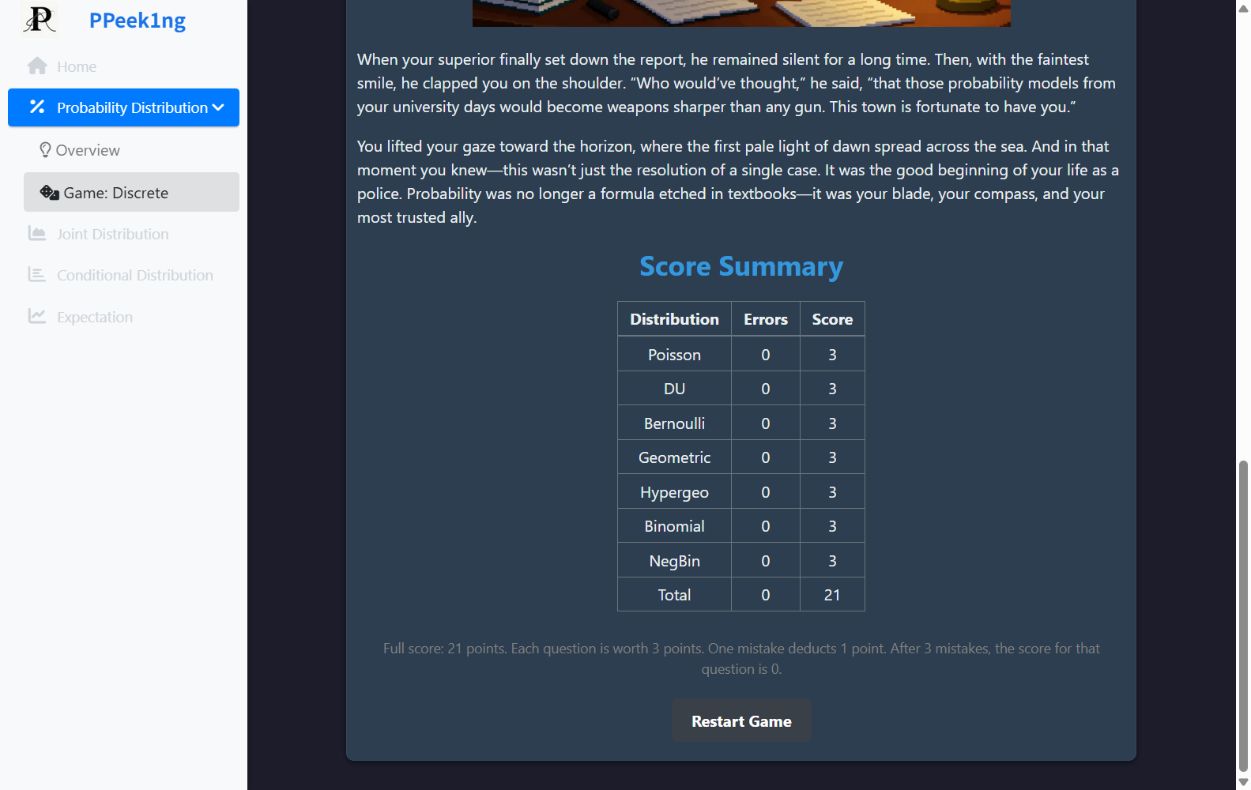 PPeek1ng
Home
Probability Distribution
Overview
Game: Discrete
Joint Distribution
Conditional Distribution
Expectation
When your superior finally set down the report, he remained silent for a long time. Then, with the faintest
smile, he clapped you on the shoulder. “Who would’ve thought,” he said, “that those probability models from
your university days would become weapons sharper than any gun. This town is fortunate to have you.”
You lifted your gaze toward the horizon, where the first pale light of dawn spread across the sea. And in that
moment you knew—this wasn’t just the resolution of a single case. It was the good beginning of your life as a
police. Probability was no longer a formula etched in textbooks—it was your blade, your compass, and your
most trusted ally.
Score Summary
Distribution Errors Score
Poisson 0 3
DU 0 3
Bernoulli 0 3
Geometric 0 3
Hypergeo 0 3
Binomial 0 3
NegBin 0 3
Total 0 21
Full score: 21 points. Each question is worth 3 points. One mistake deducts 1 point. After 3 mistakes, the score for that
question is 0.
Restart Game